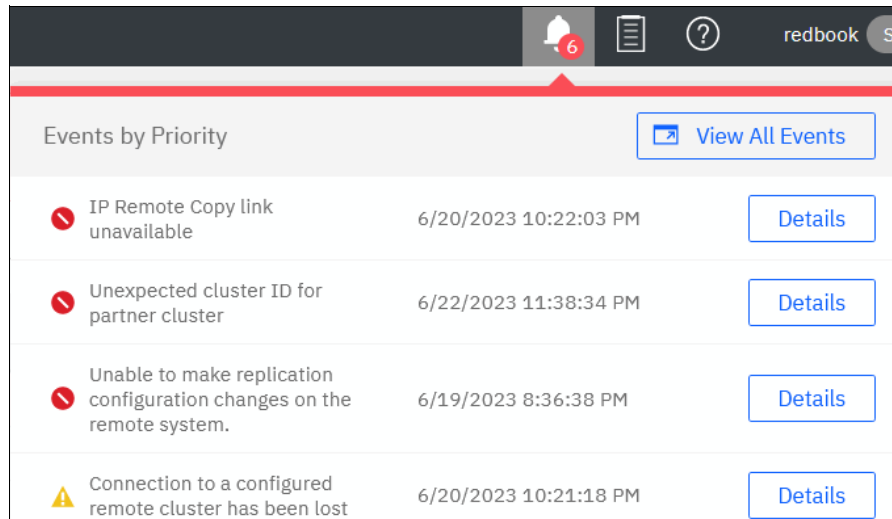 6
redbook S
Events by Priority
View All Events
IP Remote Copy link
unavailable
6/20/2023 10:22:03 PM
Details
Unexpected cluster ID for
partner cluster
6/22/2023 11:38:34 PM
Details
Unable to make replication
configuration changes on the
remote system.
6/19/2023 8:36:38 PM
Details
Connection to a configured
remote cluster has been lost
6/20/2023 10:21:18 PM
Details